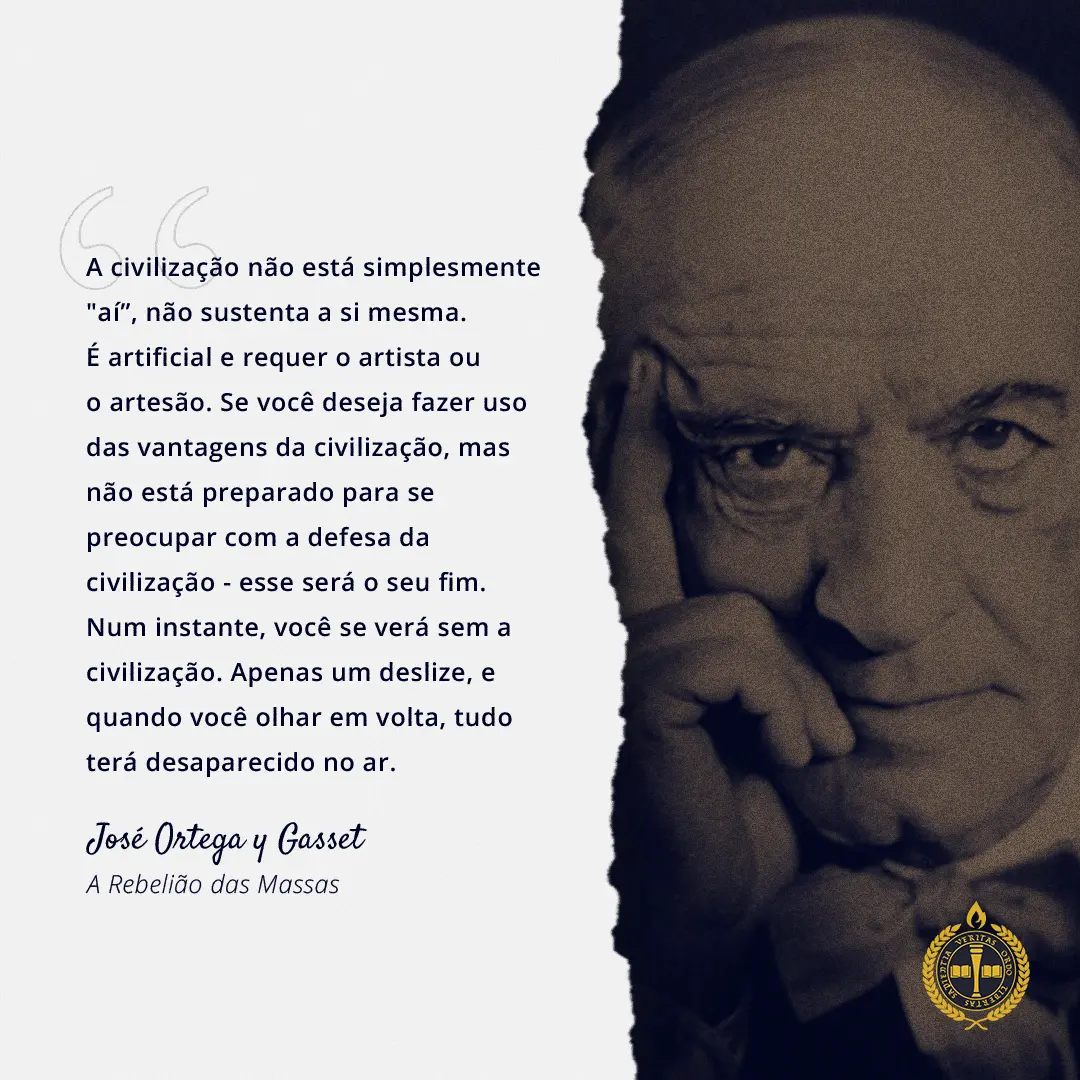 A civilização não está simplesmente
"aí”, não sustenta a si mesma.
É artificial e requer o artista ou
o artesão. Se você deseja fazer uso
das vantagens da civilização, mas
não está preparado para se
preocupar com a defesa da
civilização - esse será o seu fim.
Num instante, você se verá sem a
civilização. Apenas um deslize, e
quando você olhar em volta, tudo
terá desaparecido no ar.
José Ortega y Gasset
A Rebelião das Massas
SAPIENTIA VERITAS ORDO LIBERTAS